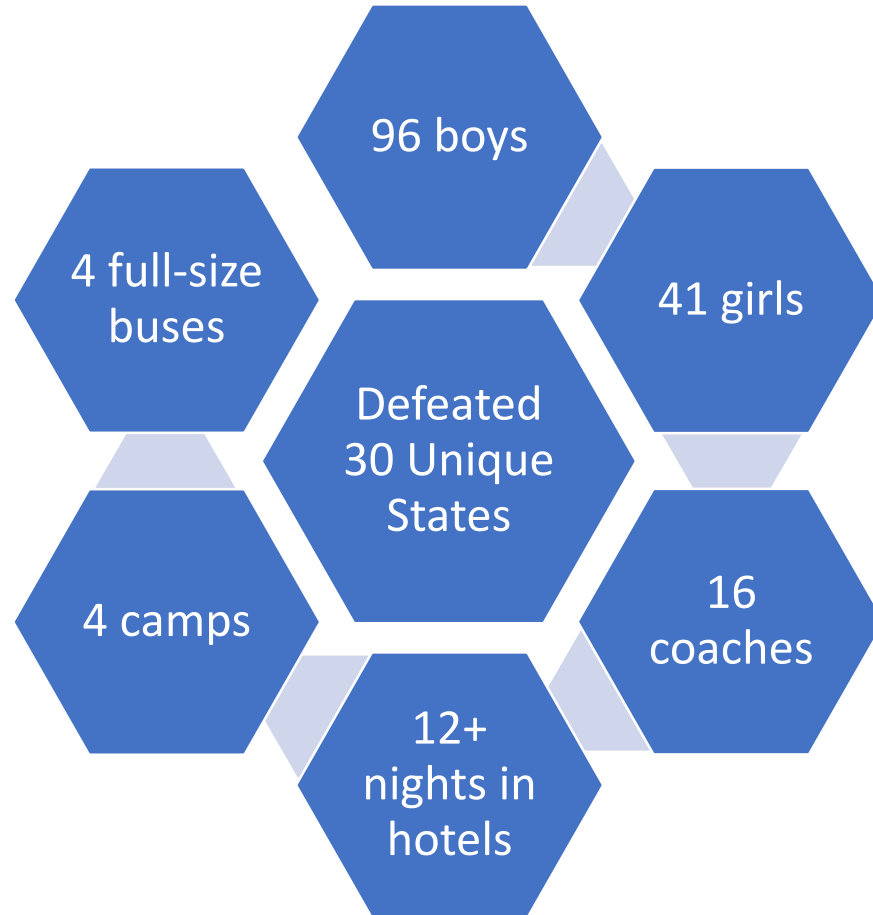 96 boys
41 girls
16
coaches
12+
nights in
hotels
4 camps
4 full-size
buses
Defeated
30 Unique
States